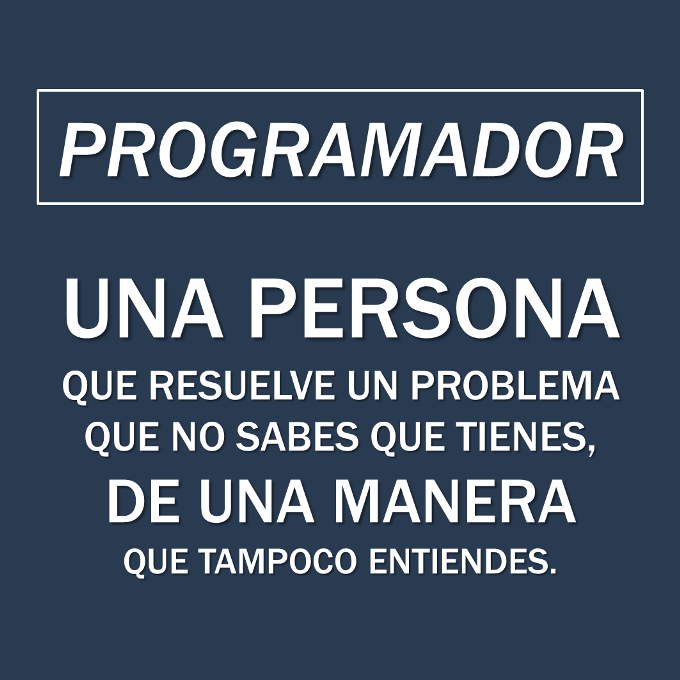 PROGRAMADOR
UNA PERSONA
QUE RESUELVE UN PROBLEMA
QUE NO SABES QUE TIENES,
DE UNA MANERA
QUE TAMPOCO ENTIENDES.